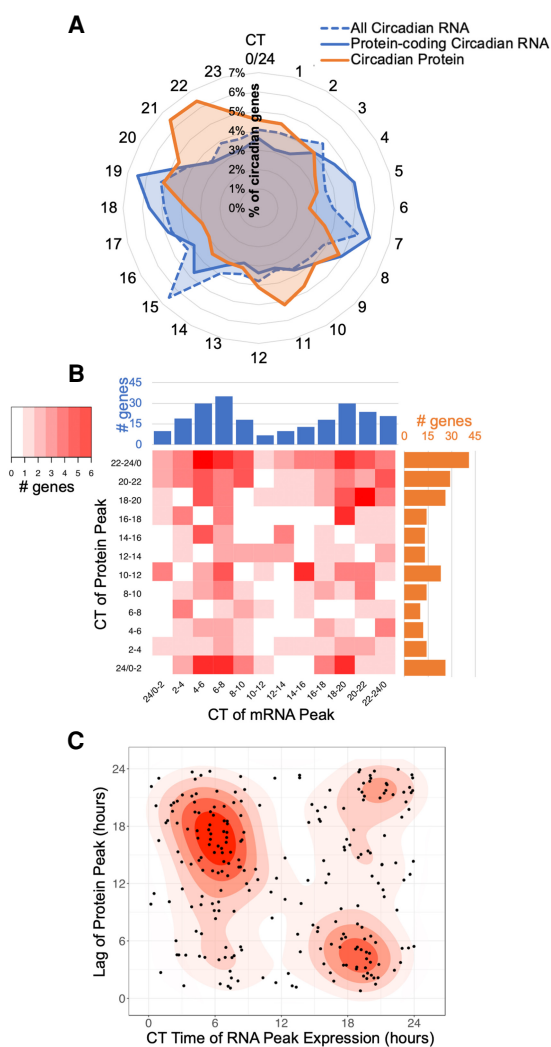 A
All Circadian RNA
Protein-coding Circadian RNA
Circadian Protein
CT
0/24
1
2
3
4
5
6
7
8
9
10
11
12
13
14
15
16
17
18
19
20
21
22
23
7%
6%
5%
4%
3%
2%
1%
0%
% of circadian genes
B
# genes
45
30
15
0
# genes
0 15 30 45
0 1 2 3 4 5 6
# genes
CT of Protein Peak
22-24/0
20-22
18-20
16-18
14-16
12-14
10-12
8-10
6-8
4-6
2-4
24/0-2
24/0-2 2-4 4-6 6-8 8-10 10-12 12-14 14-16 16-18 18-20 20-22 22-24/0
CT of mRNA Peak
C
Lag of Protein Peak (hours)
24
18
12
6
0
0 6 12 18 24
CT Time of RNA Peak Expression (hours)